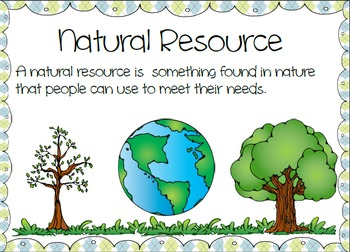 Natural Resource
A natural resource is something found in nature
that people can use to meet their needs.